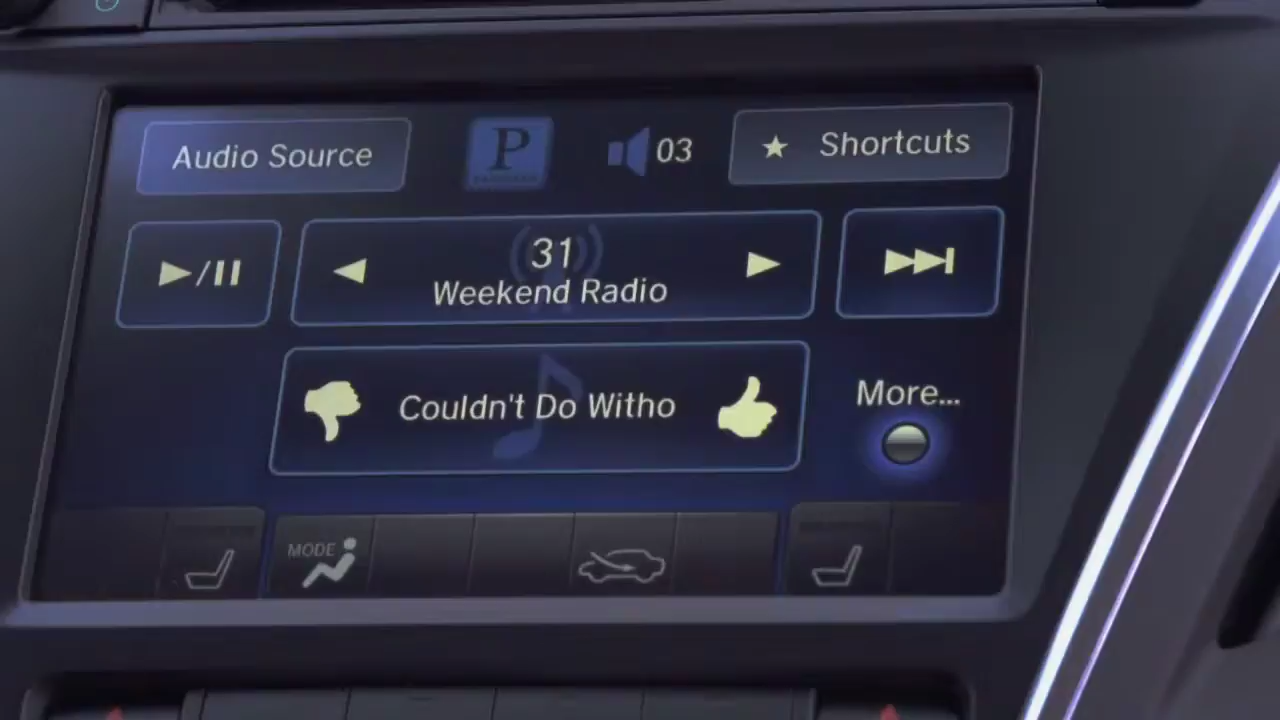 Audio Source
P
03
★ Shortcuts
31
Weekend Radio
Couldn't Do Witho
More...
MODE